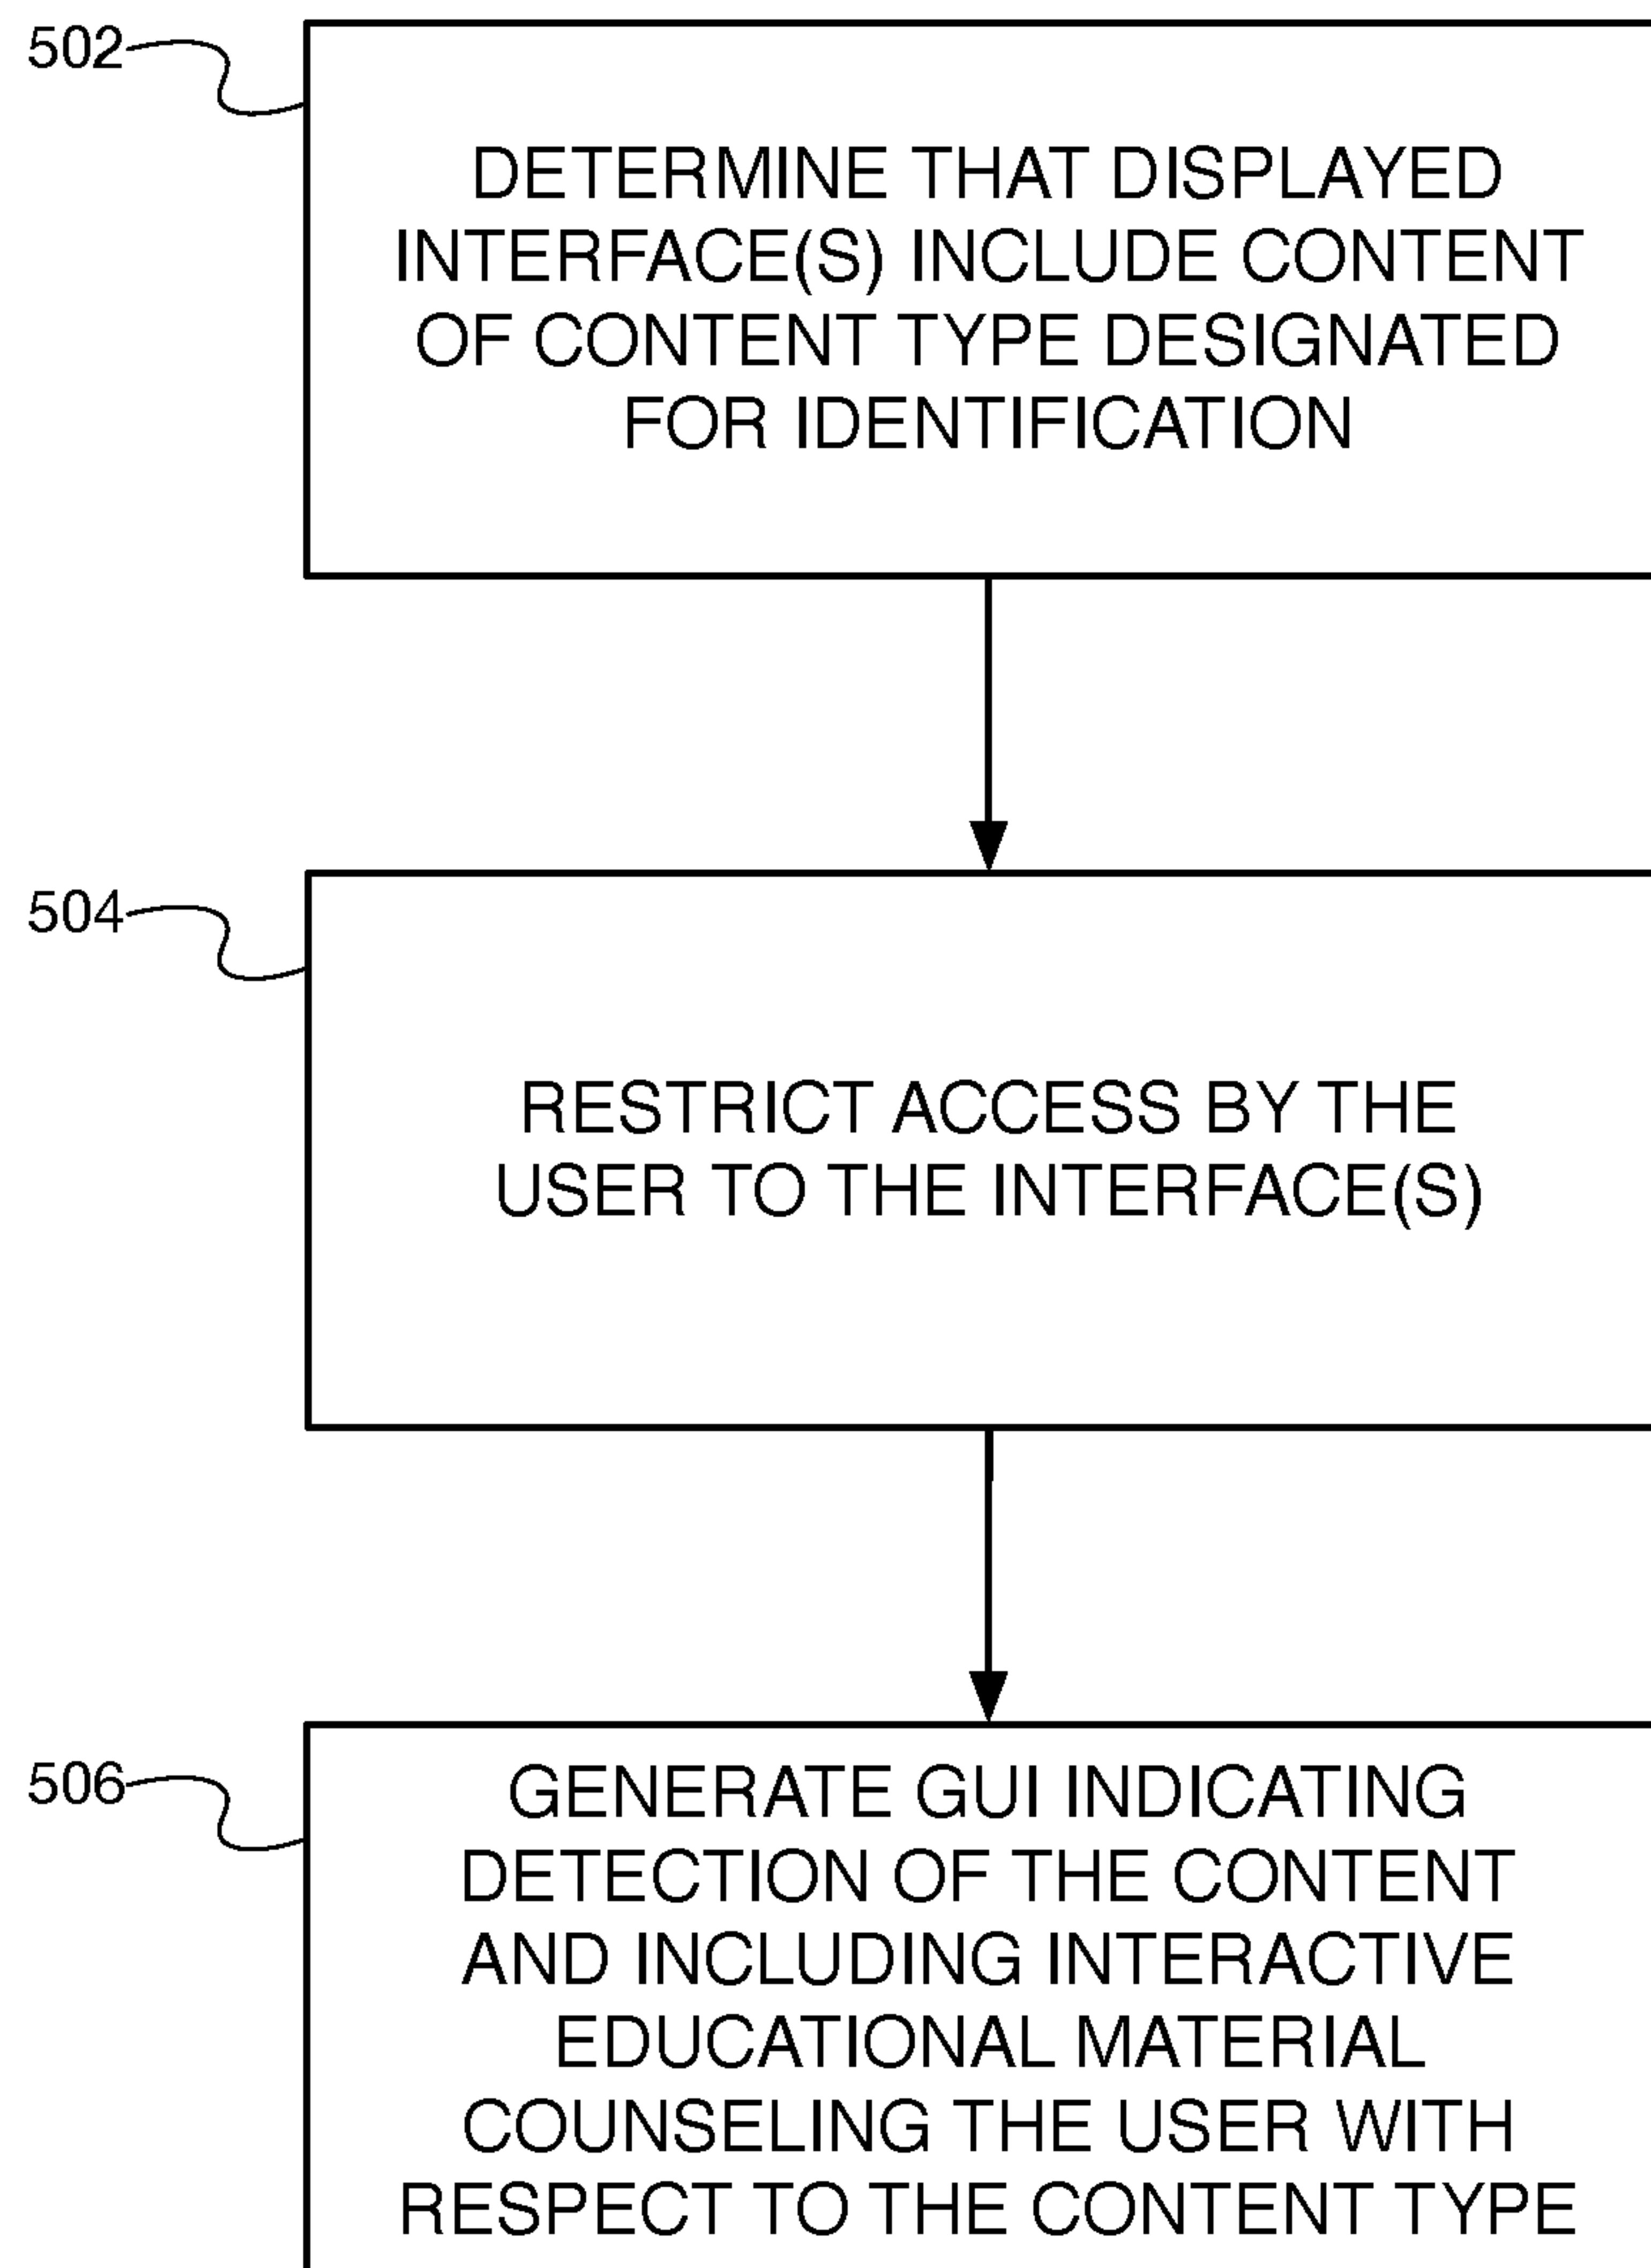 502
DETERMINE THAT DISPLAYED
INTERFACE(S) INCLUDE CONTENT
OF CONTENT TYPE DESIGNATED
FOR IDENTIFICATION
504
RESTRICT ACCESS BY THE
USER TO THE INTERFACE(S)
506
GENERATE GUI INDICATING
DETECTION OF THE CONTENT
AND INCLUDING INTERACTIVE
EDUCATIONAL MATERIAL
COUNSELING THE USER WITH
RESPECT TO THE CONTENT TYPE